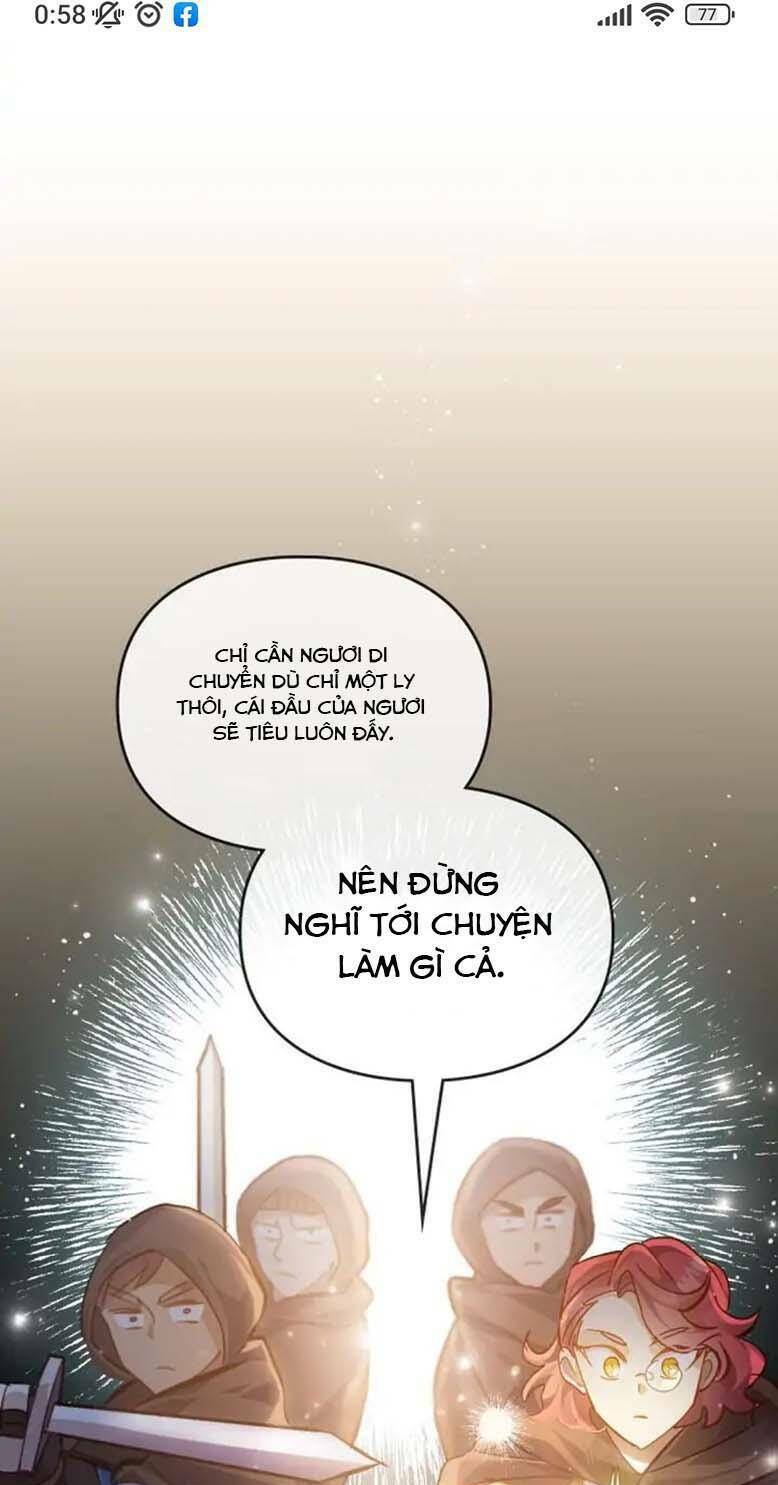 0:58
77
CHỈ CẦN NGƯƠI DI
CHUYỂN DÙ CHỈ MỘT LY
THÔI, CÁI ĐẦU CỦA NGƯƠI
SẼ TIÊU LUÔN ĐẤY.
NÊN ĐỪNG
NGHĨ TỚI CHUYỆN
LÀM GÌ CẢ.